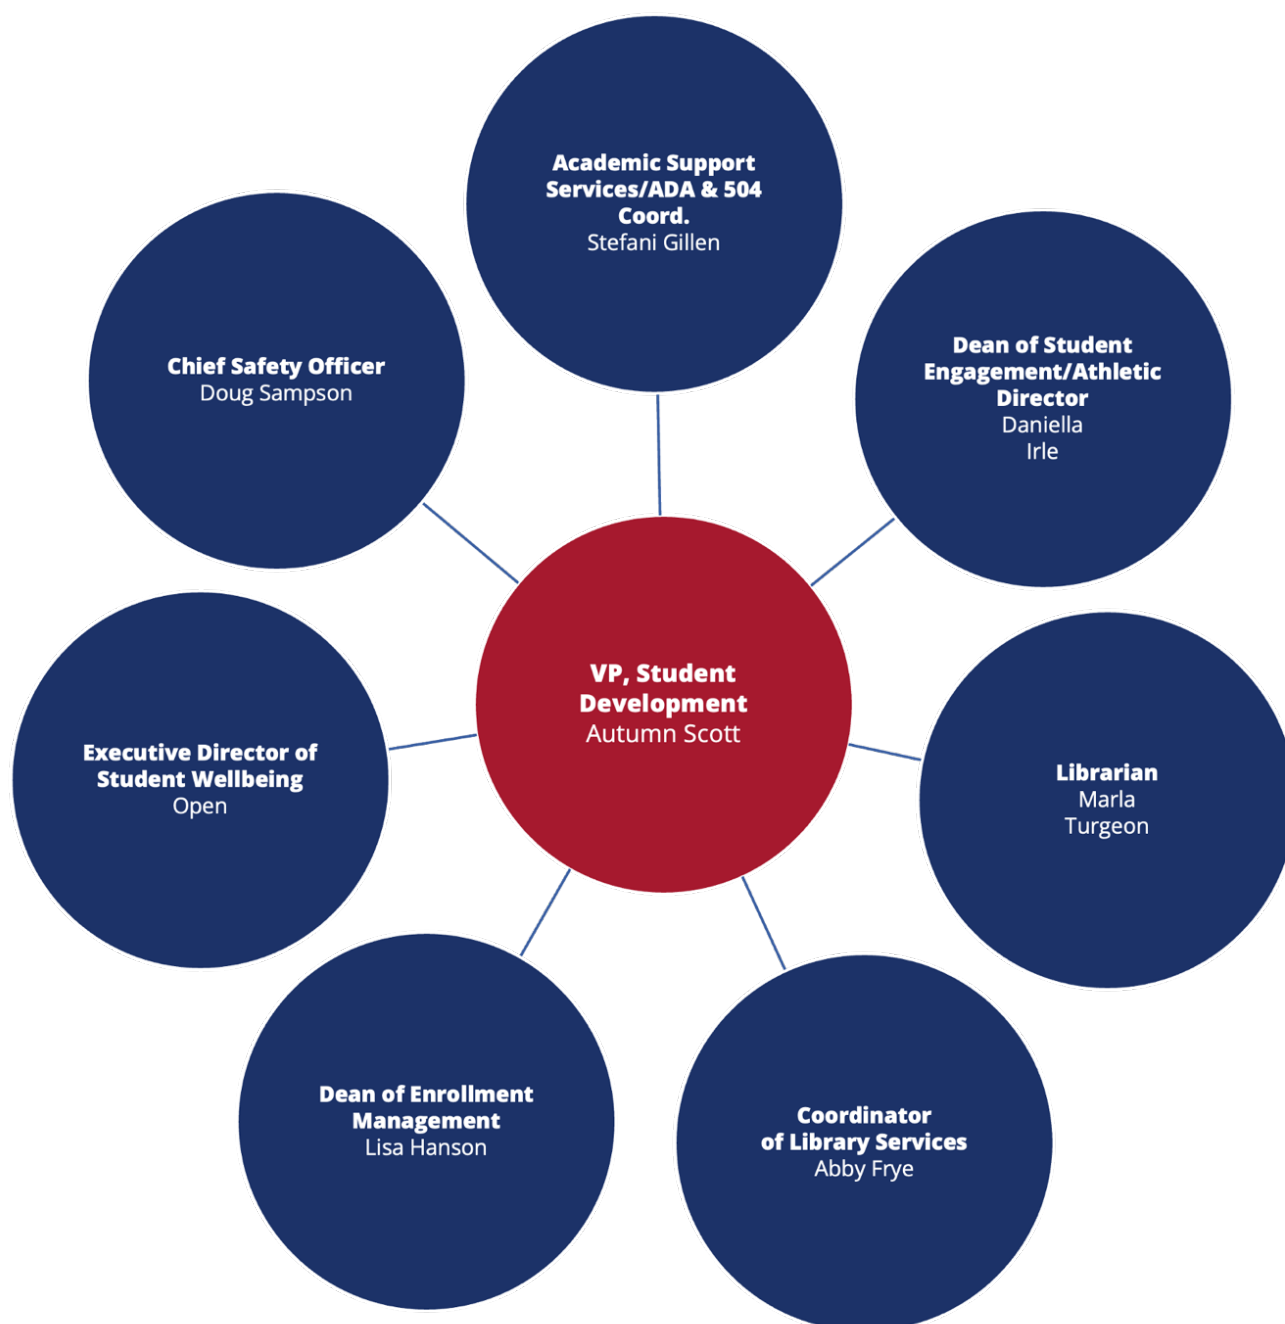 Academic Support
Services/ADA & 504
Coord.
Stefani Gillen
Chief Safety Officer
Doug Sampson
Dean of Student
Engagement/Athletic
Director
Daniella
Irle
VP, Student
Development
Autumn Scott
Executive Director of
Student Wellbeing
Open
Librarian
Marla
Turgeon
Dean of Enrollment
Management
Lisa Hanson
Coordinator
of Library Services
Abby Frye